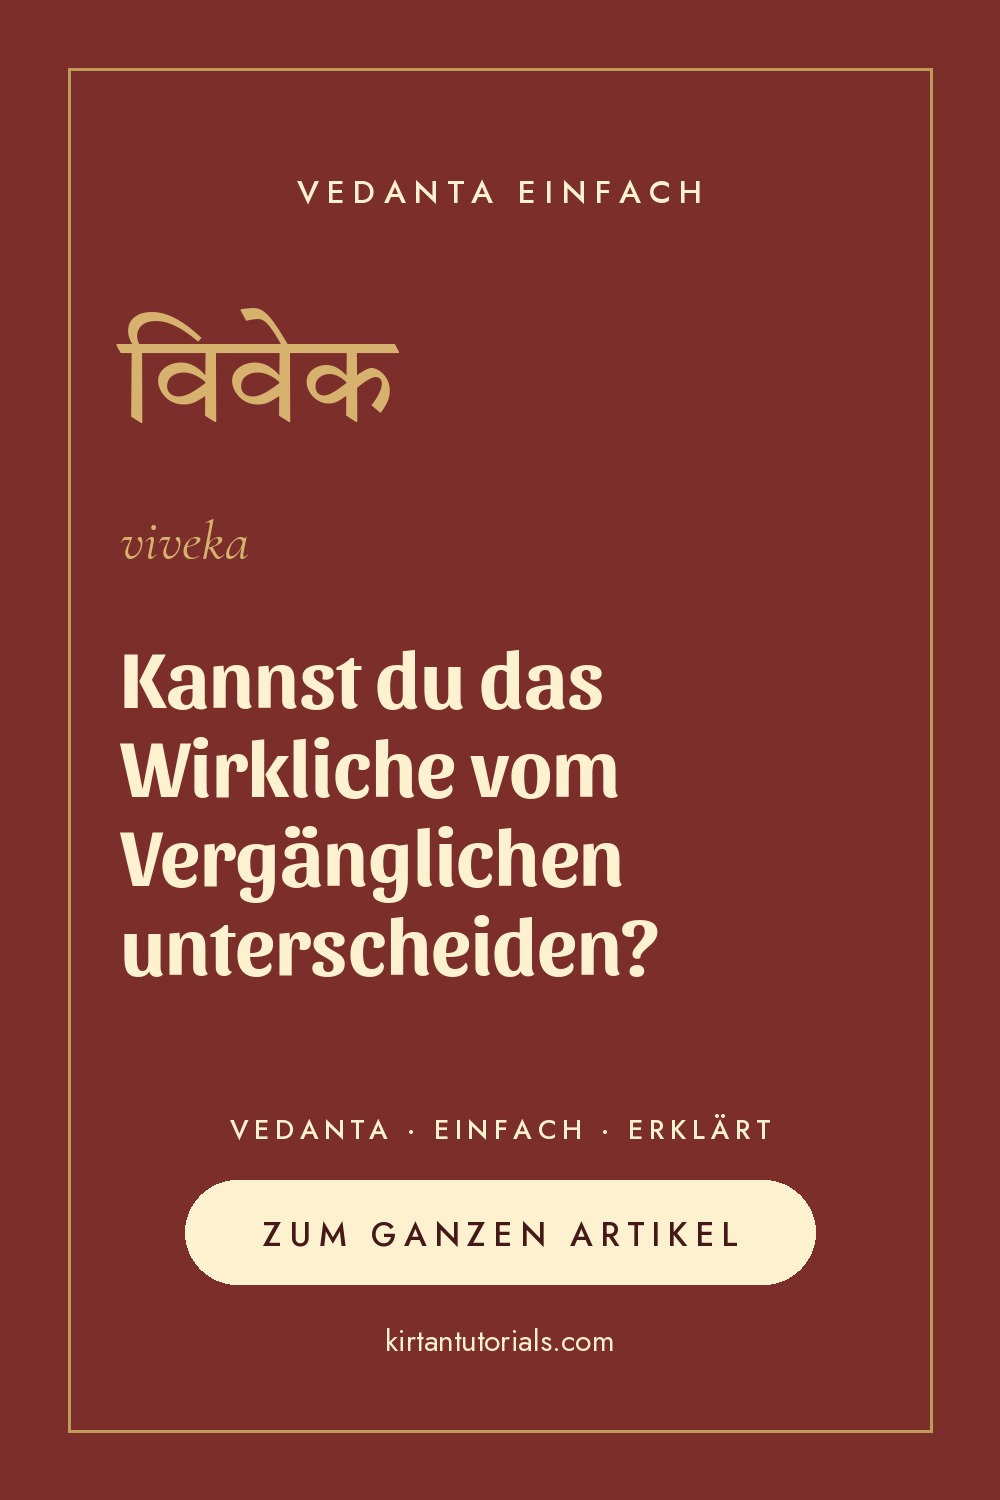 VEDANTA EINFACH
विवेक
viveka
Kannst du das
Wirkliche vom
Vergänglichen
unterscheiden?
VEDANTA · EINFACH · ERKLÄRT
ZUM GANZEN ARTIKEL
kirtantutorials.com